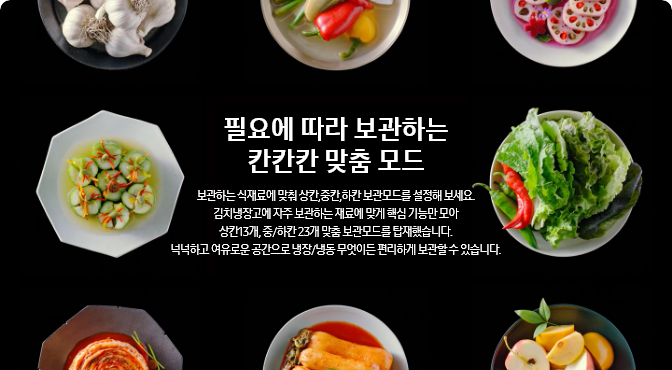 필요에 따라 보관하는
칸칸칸 맞춤 모드
보관하는 식재료에 맞춰 상칸,중칸,하칸 보관모드를 설정해 보세요.
김치냉장고에 자주 보관하는 재료에 맞게 핵심 기능만 모아
상칸13개, 중/하칸 23개 맞춤 보관모드를 탑재했습니다.
넉넉하고 여유로운 공간으로 냉장/냉동 무엇이든 편리하게 보관할 수 있습니다.